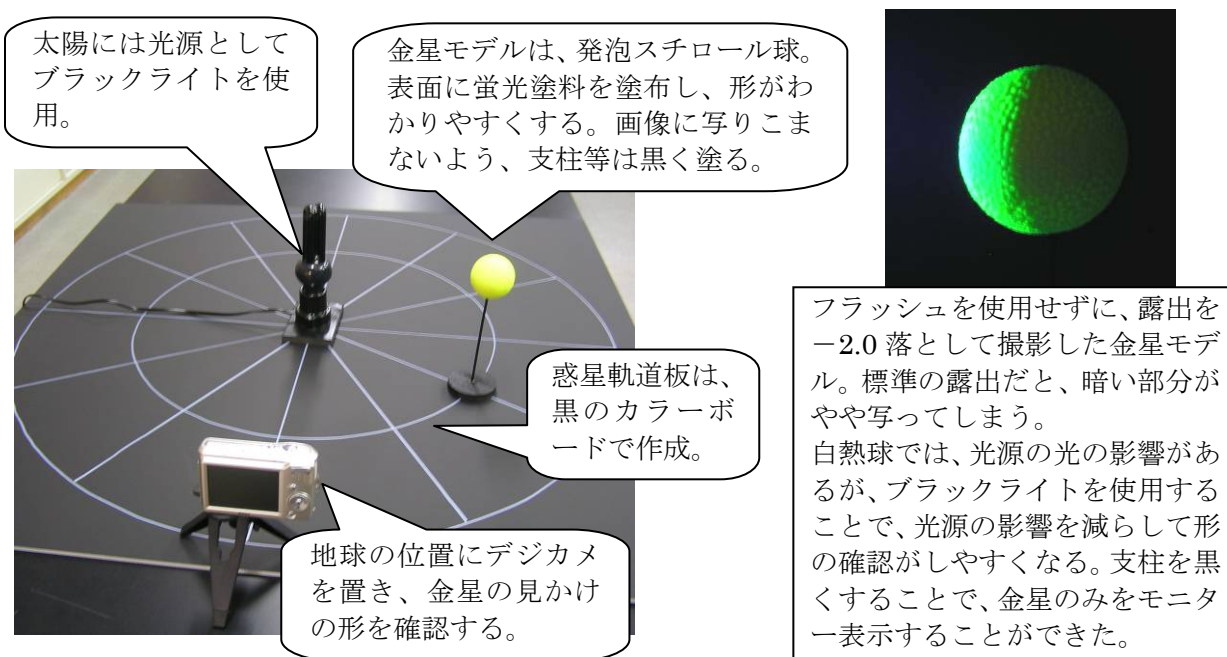 太陽には光源として
ブラックライトを使
用。
金星モデルは、発泡スチロール球。
表面に蛍光塗料を塗布し、形がわ
かりやすくする。画像に写りこま
ないよう、支柱等は黒く塗る。
惑星軌道板は、
黒のカラーボ
ードで作成。
地球の位置にデジカメ
を置き、金星の見かけ
の形を確認する。
フラッシュを使用せずに、露出を
－2.0 落として撮影した金星モデ
ル。標準の露出だと、暗い部分が
やや写ってしまう。
白熱球では、光源の光の影響があ
るが、ブラックライトを使用する
ことで、光源の影響を減らして形
の確認がしやすくなる。支柱を黒
くすることで、金星のみをモニタ
ー表示することができた。